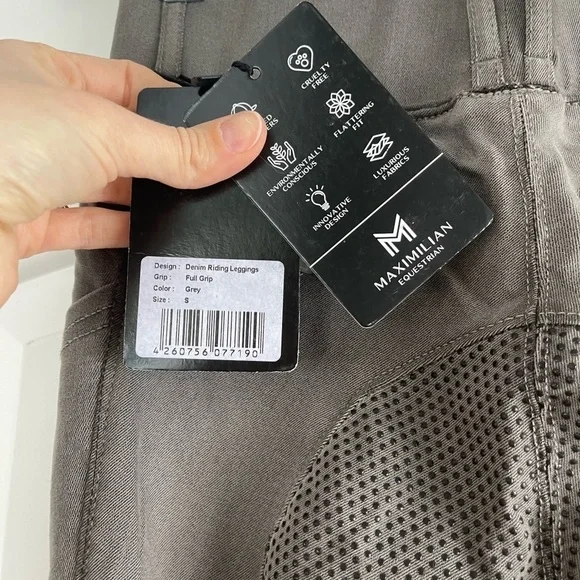 CRUELTY
FREE
FLATTERING
FIT
ENVIRONMENTALLY
CONSCIOUS
LUXURIOUS
FABRICS
INNOVATIVE
DESIGN
MAXIMILIAN
EQUESTRIAN
Design : Denim Riding Leggings
Grip : Full Grip
Color : Grey
Size : S
4 260756 077190